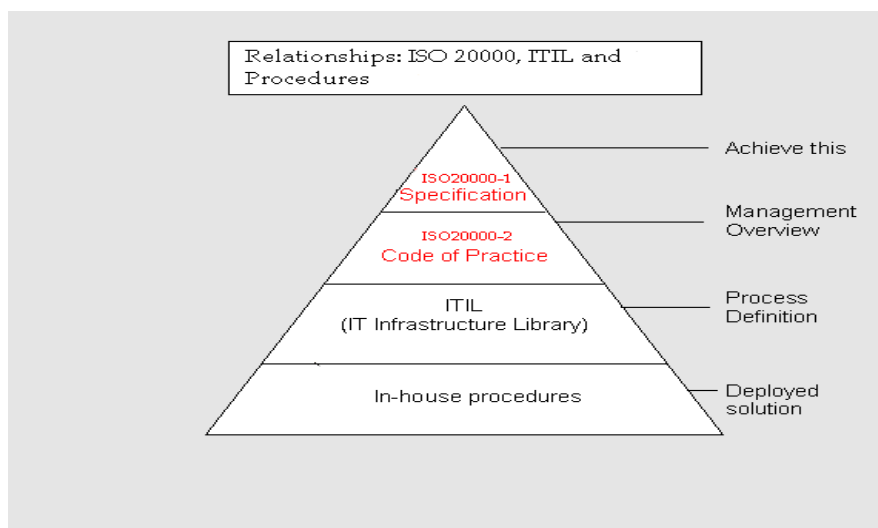 Relationships: ISO 20000, ITIL and
Procedures
Achieve this
ISO20000-1
Specification
Management
Overview
ISO20000-2
Code of Practice
Process
Definition
ITIL
(IT Infrastructure Library)
In-house procedures
Deployed
solution